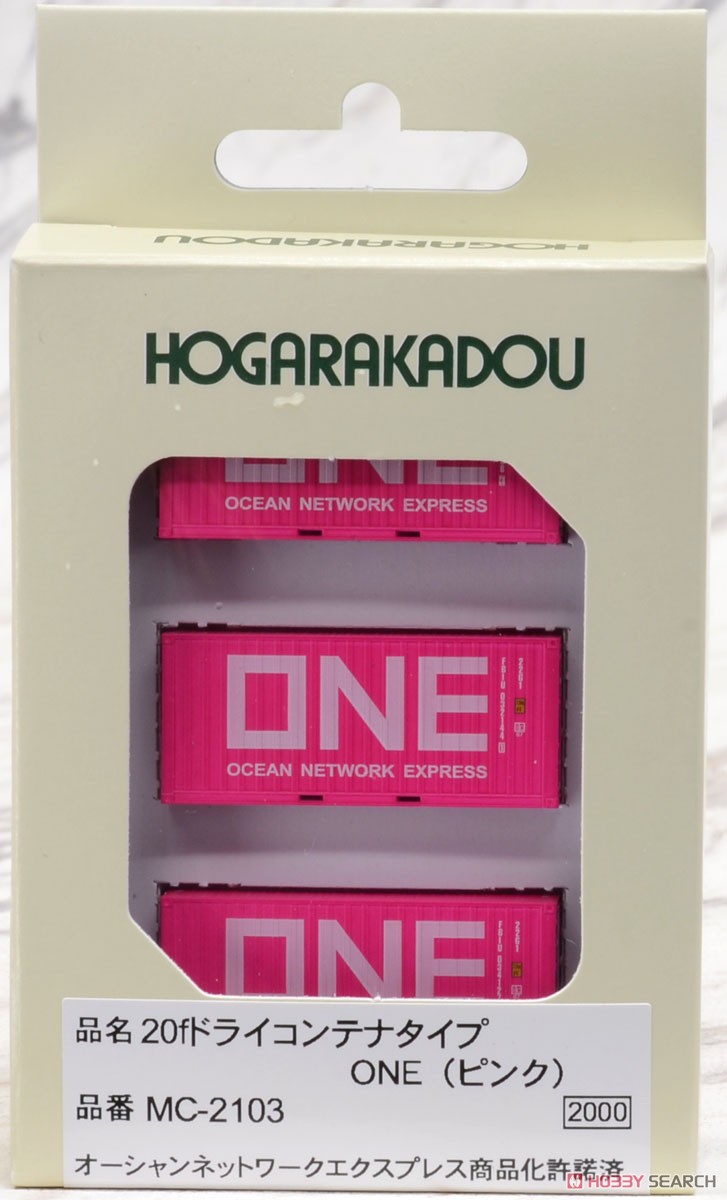 HOGARAKADOU
HOGARAKADOU
ONE
OCEAN NETWORK EXPRESS
ONE
OCEAN NETWORK EXPRESS
ONE
品名 20fドライコンテナタイプ
ONE（ピンク）
品番 MC-2103
2000
オーシャンネットワークエクスプレス商品化許諾済
HOBBY SEARCH